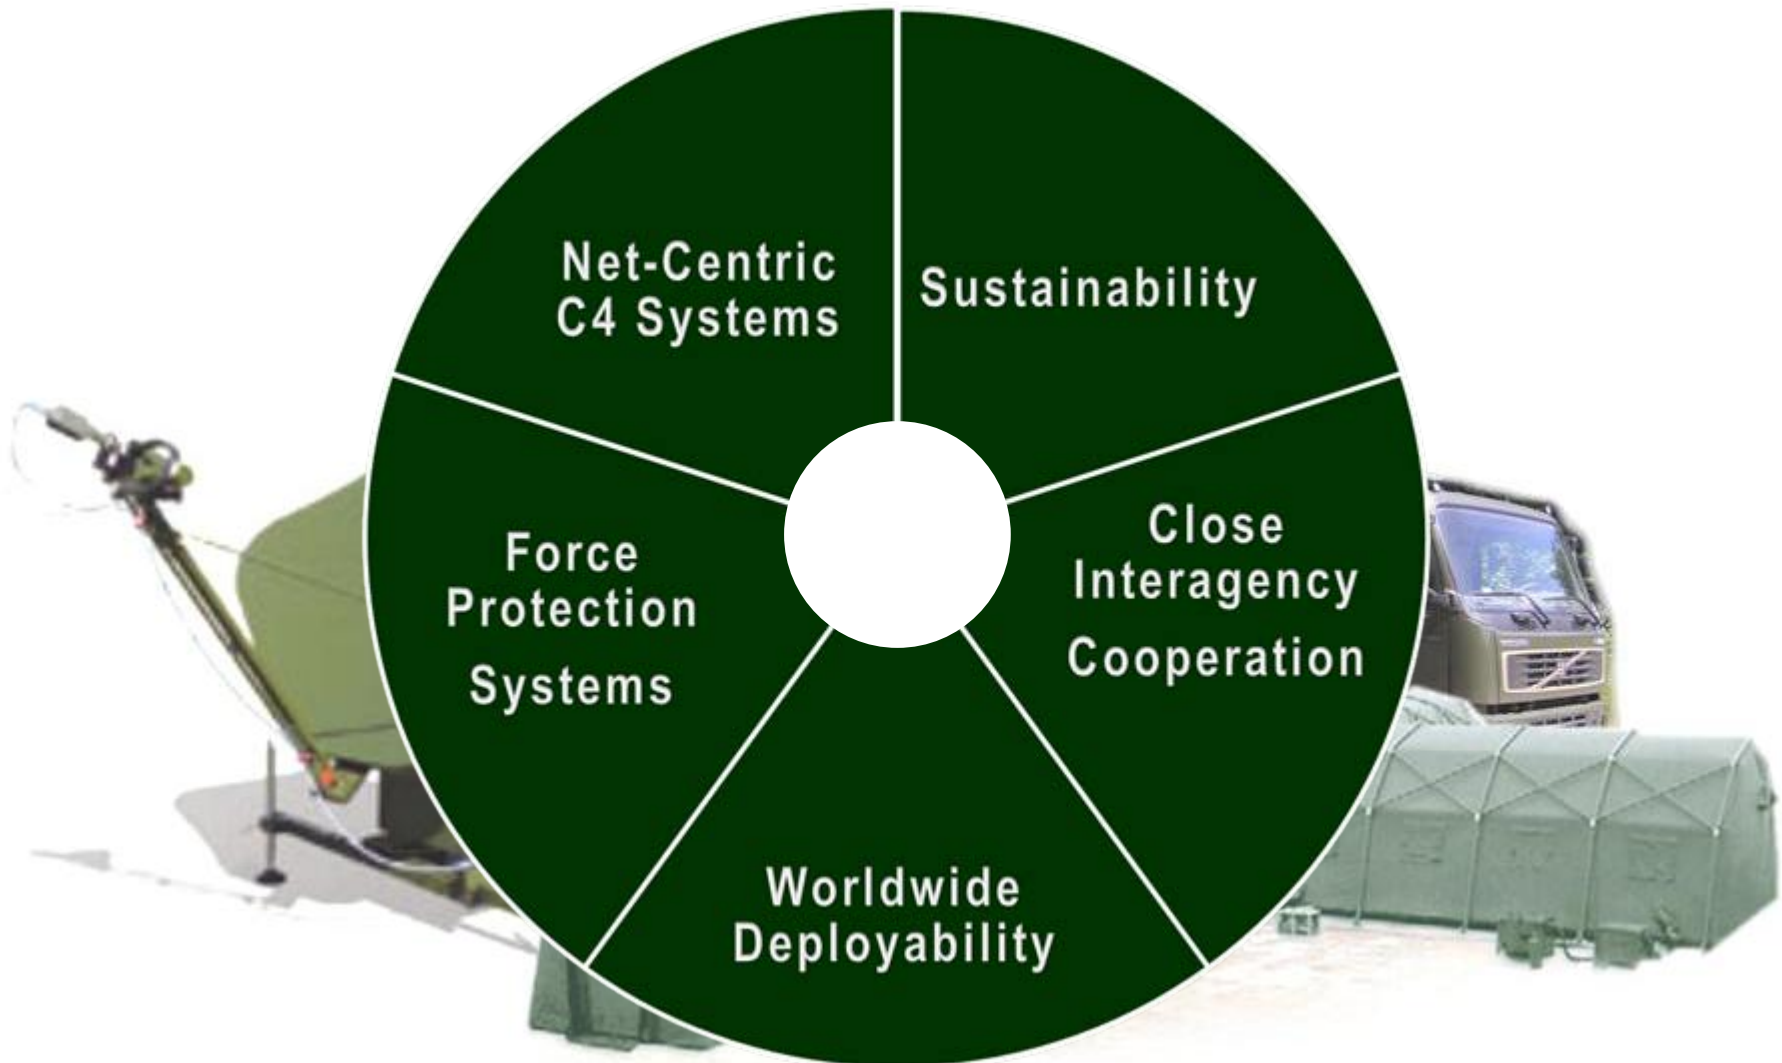 Net-Centric
C4 Systems
Sustainability
Force
Protection
Systems
Close
Interagency
Cooperation
Worldwide
Deployability